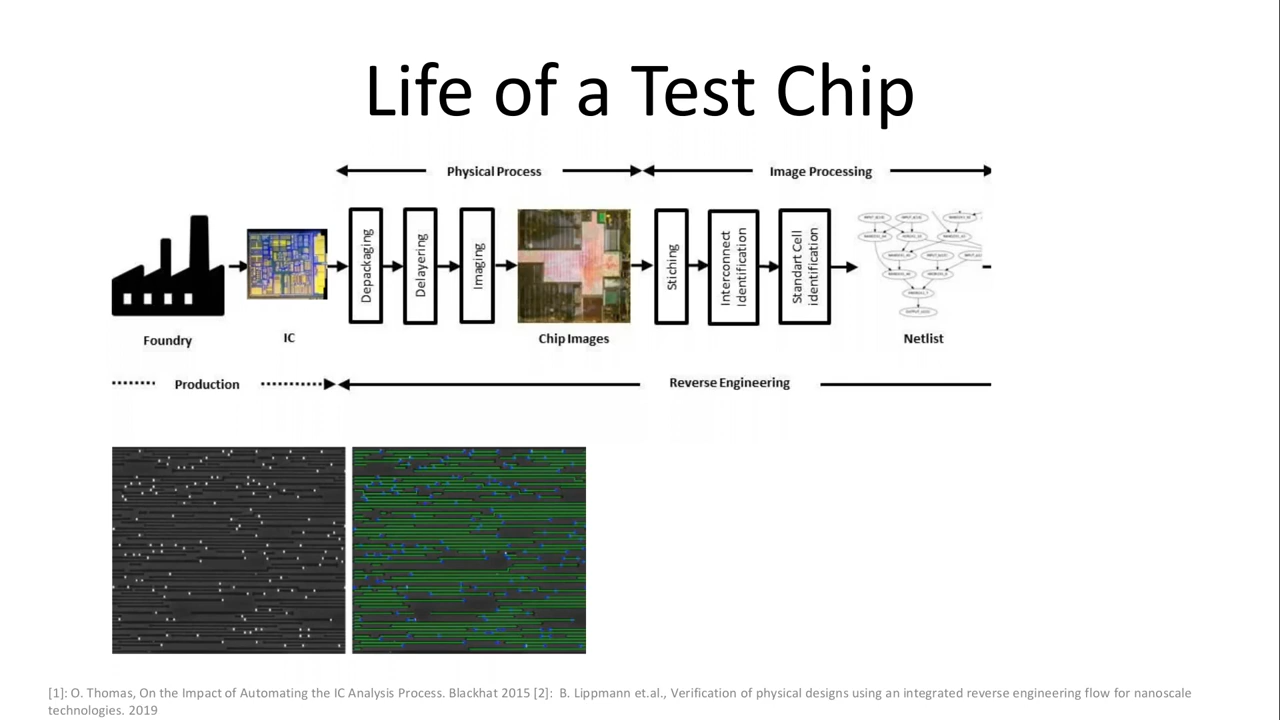 Life of a Test Chip
Physical Process
Image Processing
Depackaging
Delayering
Imaging
Stiching
Interconnect
Identification
Standart Cell
identification
Foundry
IC
Chip Images
Netlist
Production
Reverse Engineering
[1]: O. Thomas, On the Impact of Automating the IC Analysis Process. Blackhat 2015 [2]:  B. Lippmann et.al., Verification of physical designs using an integrated reverse engineering flow for nanoscale
technologies. 2019